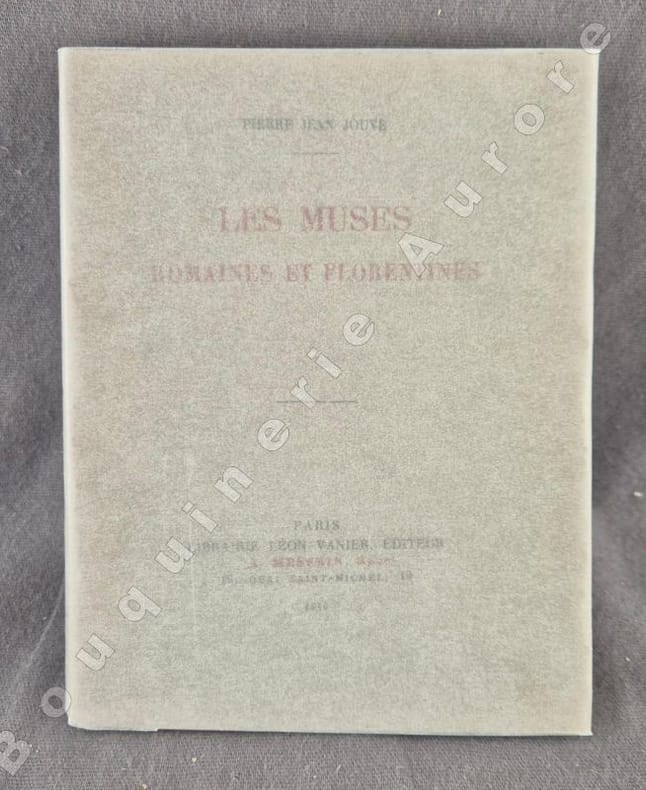 PIERRE JEAN JOUVE
LES MUSES
ROMAINES ET FLORENTINES
PARIS
LIBRAIRIE LÉON VANIER, ÉDITEUR
A. MESSEIN Succr
19, QUAI SAINT-MICHEL, 19
Bouquinerie Aurore